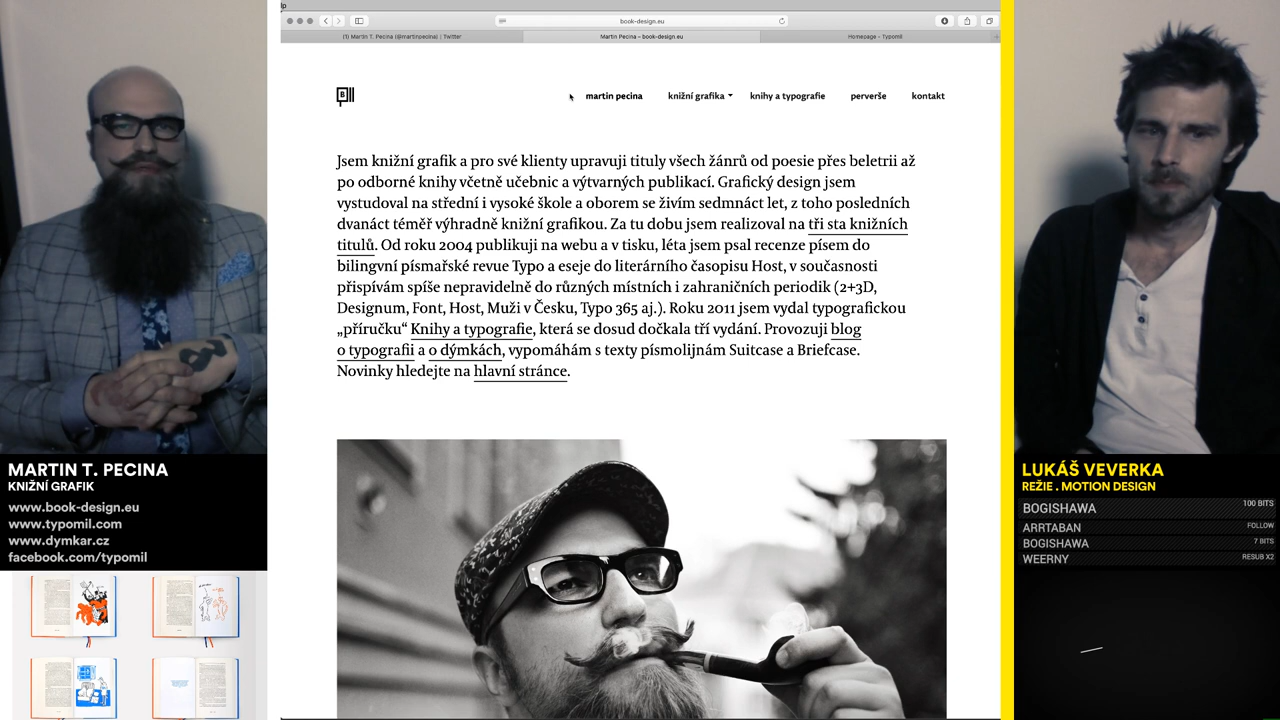 lp
book-design.eu
(1) Martin T. Pecina (@martinpecina) | Twitter
Martin Pecina – book-design.eu
Homepage - Typomil
B
martin pecina
knižní grafika
knihy a typografie
perverše
kontakt
Jsem knižní grafik a pro své klienty upravuji tituly všech žánrů od poesie přes beletrii až
po odborné knihy včetně učebnic a výtvarných publikací. Grafický design jsem
vystudoval na střední i vysoké škole a oborem se živím sedmnáct let, z toho posledních
dvanáct téměř výhradně knižní grafikou. Za tu dobu jsem realizoval na tři sta knižních
titulů. Od roku 2004 publikuji na webu a v tisku, léta jsem psal recenze písem do
bilingvní písmařské revue Typo a eseje do literárního časopisu Host, v současnosti
přispívám spíše nepravidelně do různých místních i zahraničních periodik (2+3D,
Designum, Font, Host, Muži v Česku, Typo 365 aj.). Roku 2011 jsem vydal typografickou
„příručku“ Knihy a typografie, která se dosud dočkala tří vydání. Provozuji blog
o typografii a o dýmkách, vypomáhám s texty písmolijnám Suitcase a Briefcase.
Novinky hledejte na hlavní stránce.
MARTIN T. PECINA
KNIŽNÍ GRAFIK
www.book-design.eu
www.typomil.com
www.dymkar.cz
facebook.com/typomil
LUKÁŠ VEVERKA
REŽIE . MOTION DESIGN
BOGISHAWA 100 BITS
ARRTABAN FOLLOW
BOGISHAWA 7 BITS
WEERNY RESUB X2